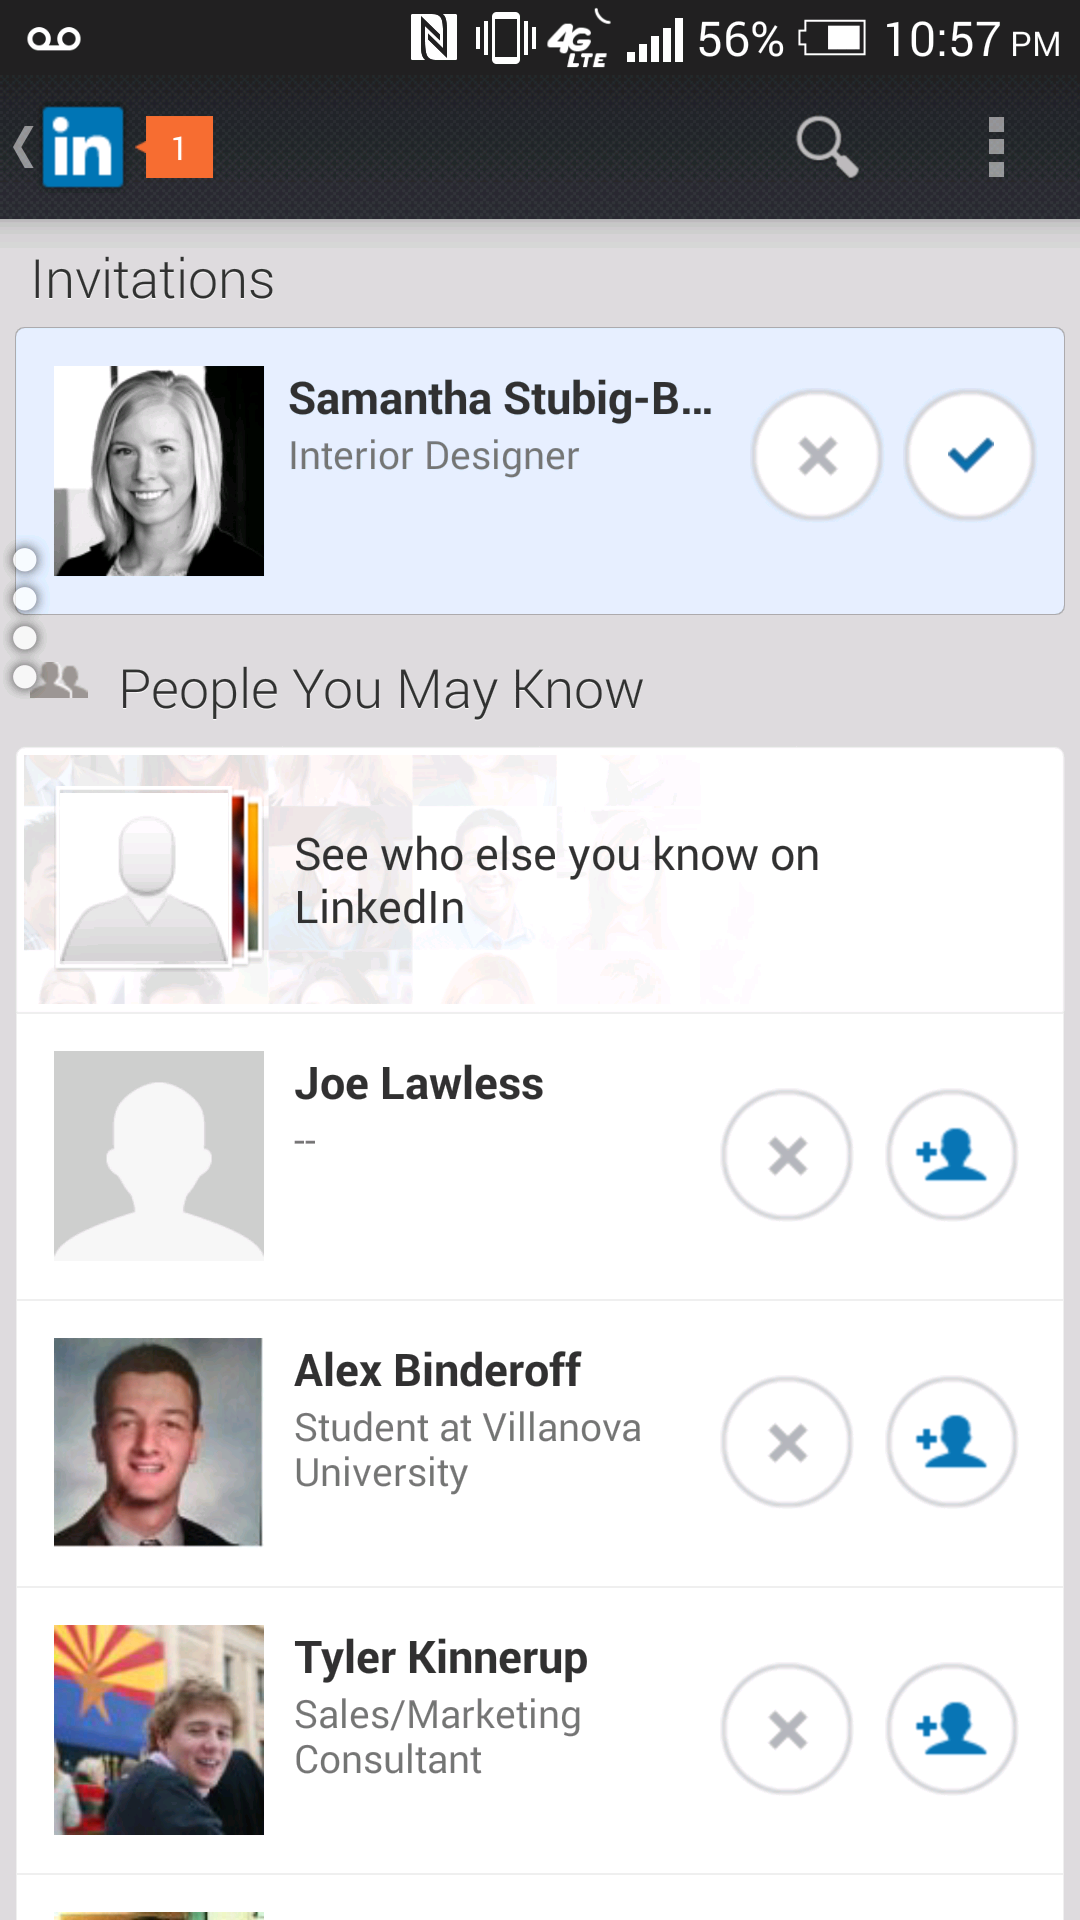 4G LTE 56% 10:57 PM
in 1
Invitations
Samantha Stubig-B...
Interior Designer
People You May Know
See who else you know on
LinkedIn
Joe Lawless
--
Alex Binderoff
Student at Villanova
University
Tyler Kinnerup
Sales/Marketing
Consultant